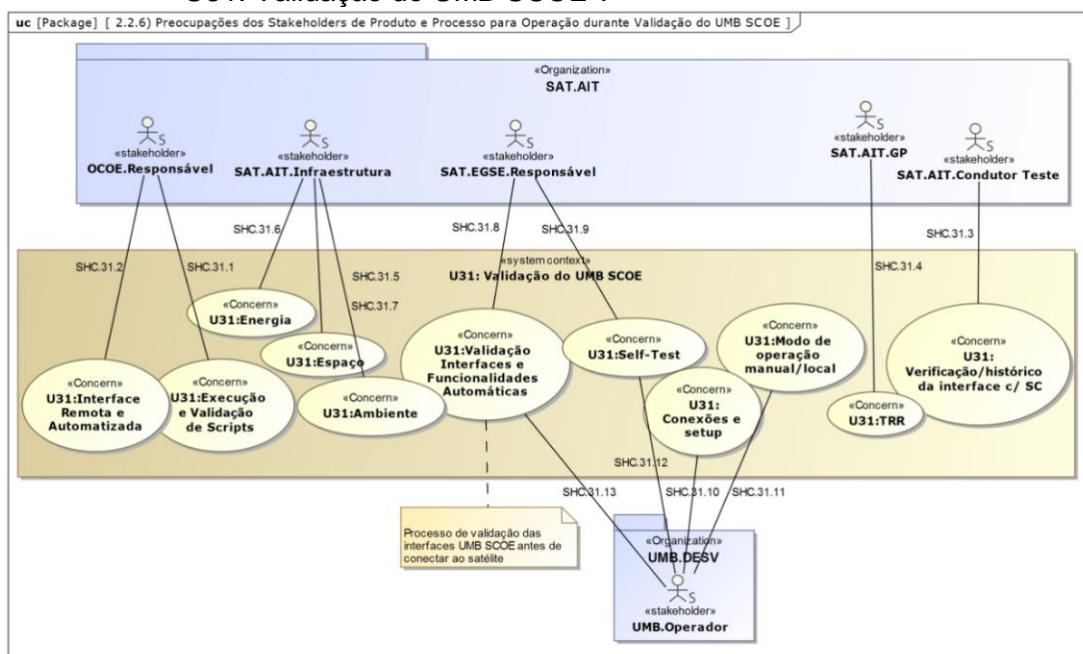 uc [Package] [ 2.2.6) Preocupações dos Stakeholders de Produto e Processo para Operação durante Validação do UMB SCOE ]
«Organization»
SAT.AIT
«stakeholder»
OCOE.Responsável
«stakeholder»
SAT.AIT.Infraestrutura
«stakeholder»
SAT.EGSE.Responsável
«stakeholder»
SAT.AIT.GP
«stakeholder»
SAT.AIT.Condutor Teste
S
S
S
S
S
SHC.31.2
SHC.31.1
SHC.31.6
SHC.31.5
SHC.31.7
SHC.31.8
SHC.31.9
SHC.31.4
SHC.31.3
«system context»
U31: Validação do UMB SCOE
«Concern»
U31:Energia
«Concern»
U31:Espaço
«Concern»
U31:Ambiente
«Concern»
U31:Interface
Remota e
Automatizada
«Concern»
U31:Execução
e Validação
de Scripts
«Concern»
U31:Validação
Interfaces e
Funcionalidades
Automáticas
«Concern»
U31:Self-Test
«Concern»
U31:Modo de
operação
manual/local
«Concern»
U31:
Conexões e
setup
«Concern»
U31:TRR
«Concern»
U31:
Verificação/histórico
da interface c/ SC
SHC.31.13
SHC.31.12
SHC.31.10
SHC.31.11
Processo de validação das
interfaces UMB SCOE antes de
conectar ao satélite
«Organization»
UMB.DESV
S
«stakeholder»
UMB.Operador